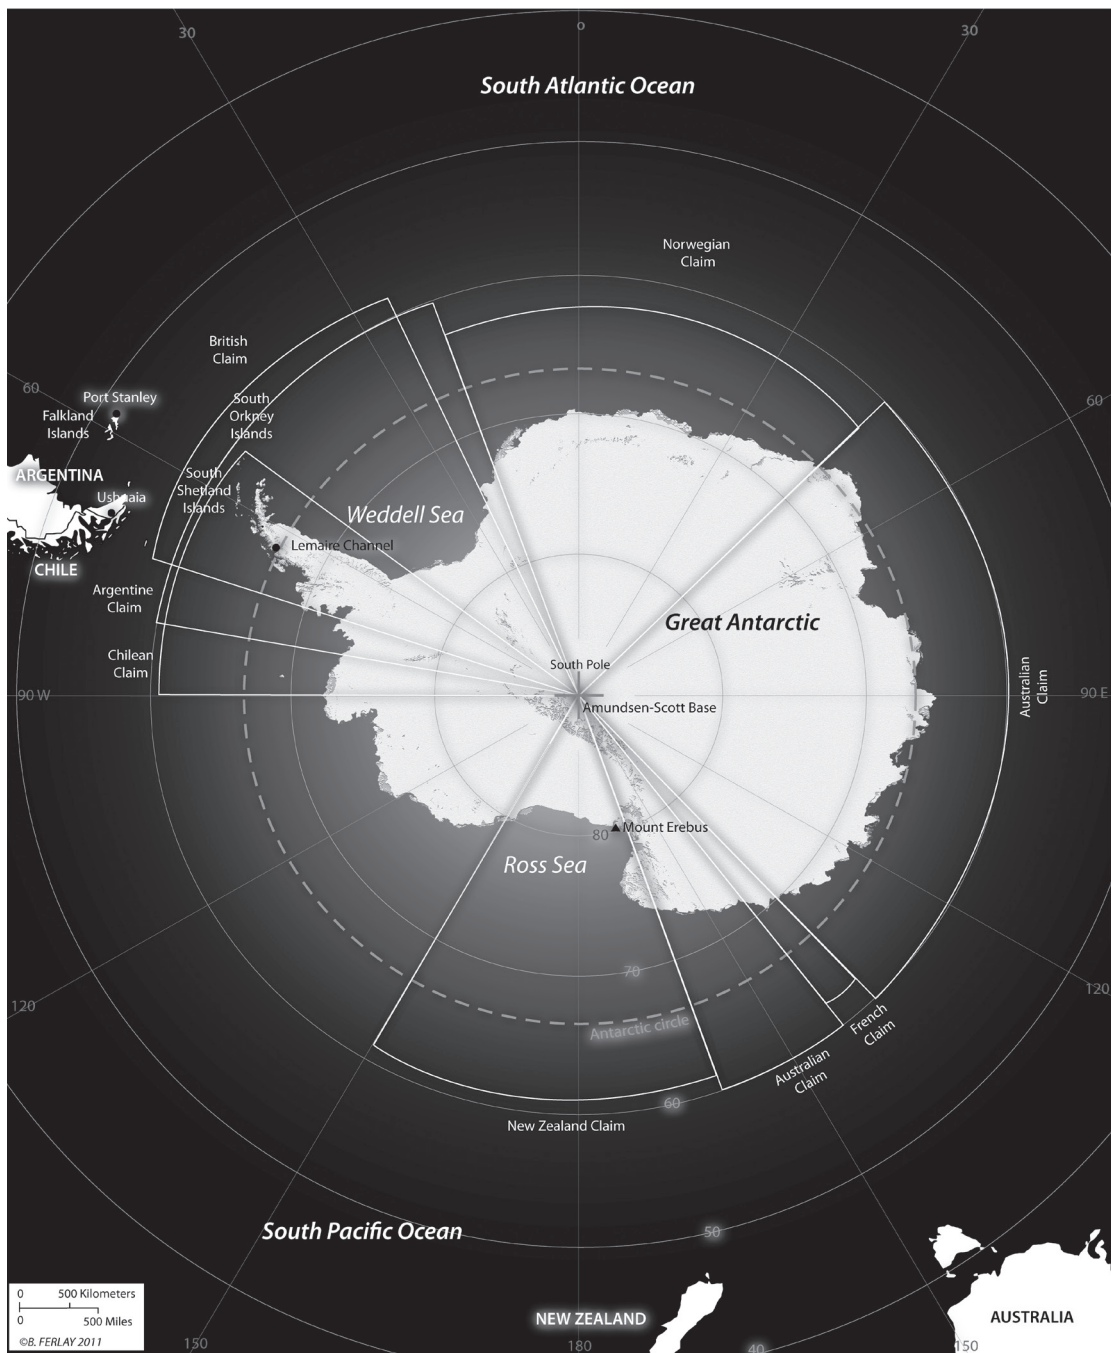 30
0
30
South Atlantic Ocean
Norwegian
Claim
British
Claim
60
Port Stanley
Falkland
Islands
South
Orkney
Islands
60
ARGENTINA
South
Shetland
Islands
Ushuaia
Weddell Sea
Lemaire Channel
CHILE
Argentine
Claim
Great Antarctic
Chilean
Claim
South Pole
90 W
Amundsen-Scott Base
Australian
Claim
90 E
80
Mount Erebus
Ross Sea
70
120
120
Antarctic circle
French
Claim
Australian
Claim
60
New Zealand Claim
South Pacific Ocean
50
0 500 Kilometers
0 500 Miles
©B. FERLAY 2011
NEW ZEALAND
AUSTRALIA
150
180
40
150